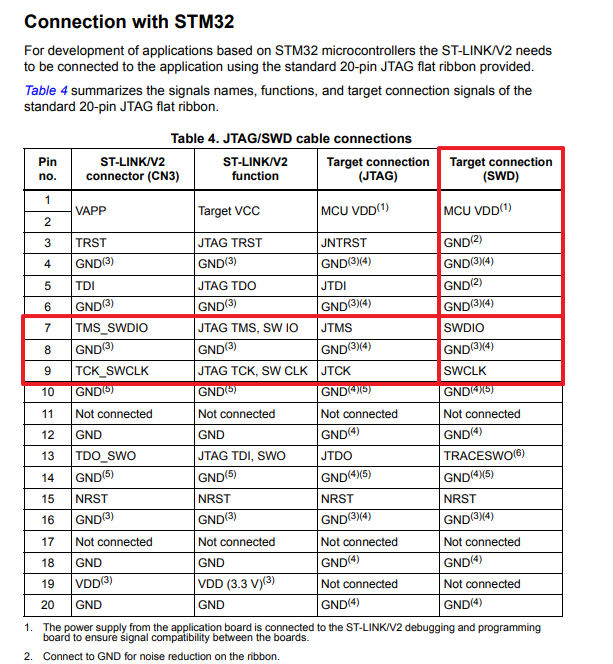 Connection with STM32
For development of applications based on STM32 microcontrollers the ST-LINK/V2 needs
to be connected to the application using the standard 20-pin JTAG flat ribbon provided.
Table 4 summarizes the signals names, functions, and target connection signals of the
standard 20-pin JTAG flat ribbon.
Table 4. JTAG/SWD cable connections
Pin no. ST-LINK/V2 connector (CN3) ST-LINK/V2 function Target connection (JTAG) Target connection (SWD)
1
2 VAPP Target VCC MCU VDD(1) MCU VDD(1)
3 TRST JTAG TRST JNTRST GND(2)
4 GND(3) GND(3) GND(3)(4) GND(3)(4)
5 TDI JTAG TDO JTDI GND(2)
6 GND(3) GND(3) GND(3)(4) GND(3)(4)
7 TMS_SWDIO JTAG TMS, SW IO JTMS SWDIO
8 GND(3) GND(3) GND(3)(4) GND(3)(4)
9 TCK_SWCLK JTAG TCK, SW CLK JTCK SWCLK
10 GND(5) GND(5) GND(4)(5) GND(4)(5)
11 Not connected Not connected Not connected Not connected
12 GND GND GND(4) GND(4)
13 TDO_SWO JTAG TDI, SWO JTDO TRACESWO(6)
14 GND(5) GND(5) GND(4)(5) GND(4)(5)
15 NRST NRST NRST NRST
16 GND(3) GND(3) GND(3)(4) GND(3)(4)
17 Not connected Not connected Not connected Not connected
18 GND GND GND(4) GND(4)
19 VDD(3) VDD (3.3 V)(3) Not connected Not connected
20 GND GND GND(4) GND(4)
1. The power supply from the application board is connected to the ST-LINK/V2 debugging and programming
board to ensure signal compatibility between the boards.
2. Connect to GND for noise reduction on the ribbon.